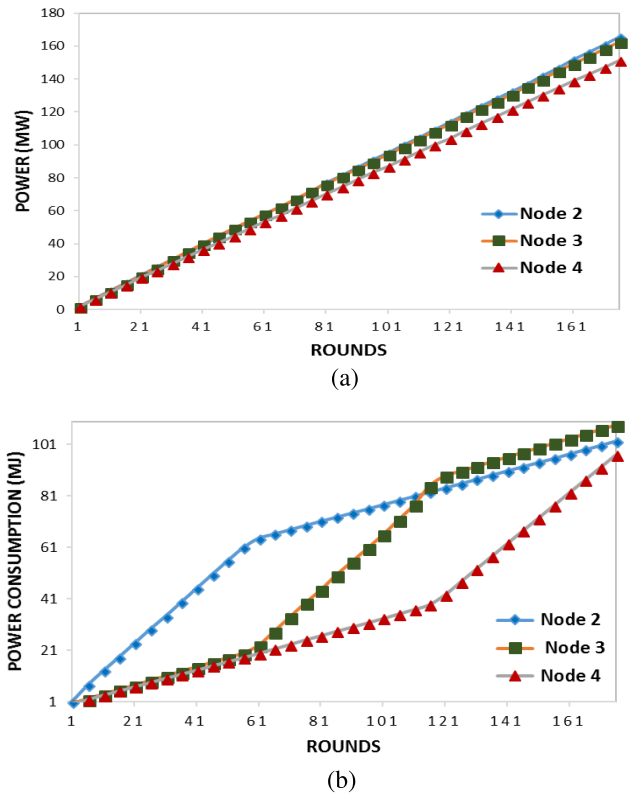 180
160
140
120
100
80
60
40
20
0
POWER (MW)
Node 2
Node 3
Node 4
1 21 41 61 81 101 121 141 161
ROUNDS
(a)
101
81
61
41
21
1
POWER CONSUMPTION (MJ)
Node 2
Node 3
Node 4
1 21 41 61 81 101 121 141 161
ROUNDS
(b)